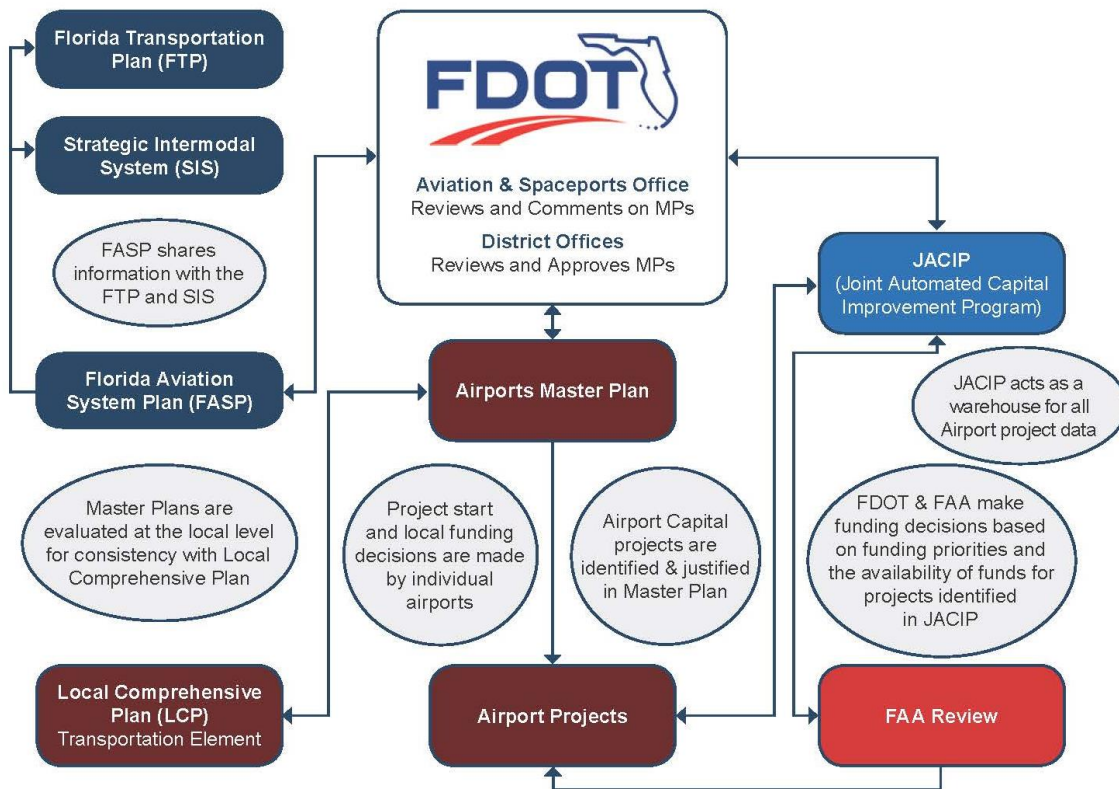 Florida Transportation
Plan (FTP)
Strategic Intermodal
System (SIS)
FASP shares
information with the
FTP and SIS
Florida Aviation
System Plan (FASP)
Master Plans are
evaluated at the local level
for consistency with Local
Comprehensive Plan
Local Comprehensive
Plan (LCP)
Transportation Element
FDOT
Aviation & Spaceports Office
Reviews and Comments on MPs
District Offices
Reviews and Approves MPs
Airports Master Plan
Project start
and local funding
decisions are made
by individual
airports
Airport Capital
projects are
identified & justified
in Master Plan
Airport Projects
JACIP
(Joint Automated Capital
Improvement Program)
JACIP acts as a
warehouse for all
Airport project data
FDOT & FAA make
funding decisions based
on funding priorities and
the availability of funds for
projects identified
in JACIP
FAA Review